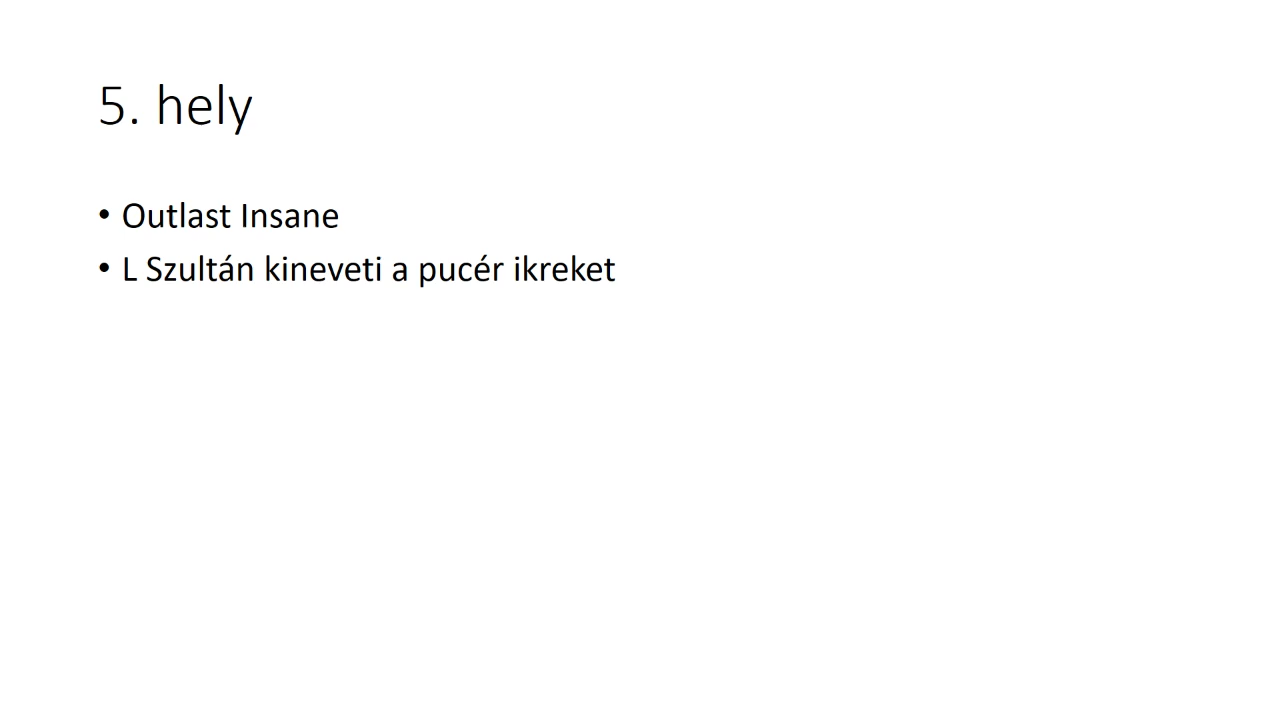 5. hely
• Outlast Insane
• L Szultán kineveti a pucér ikreket